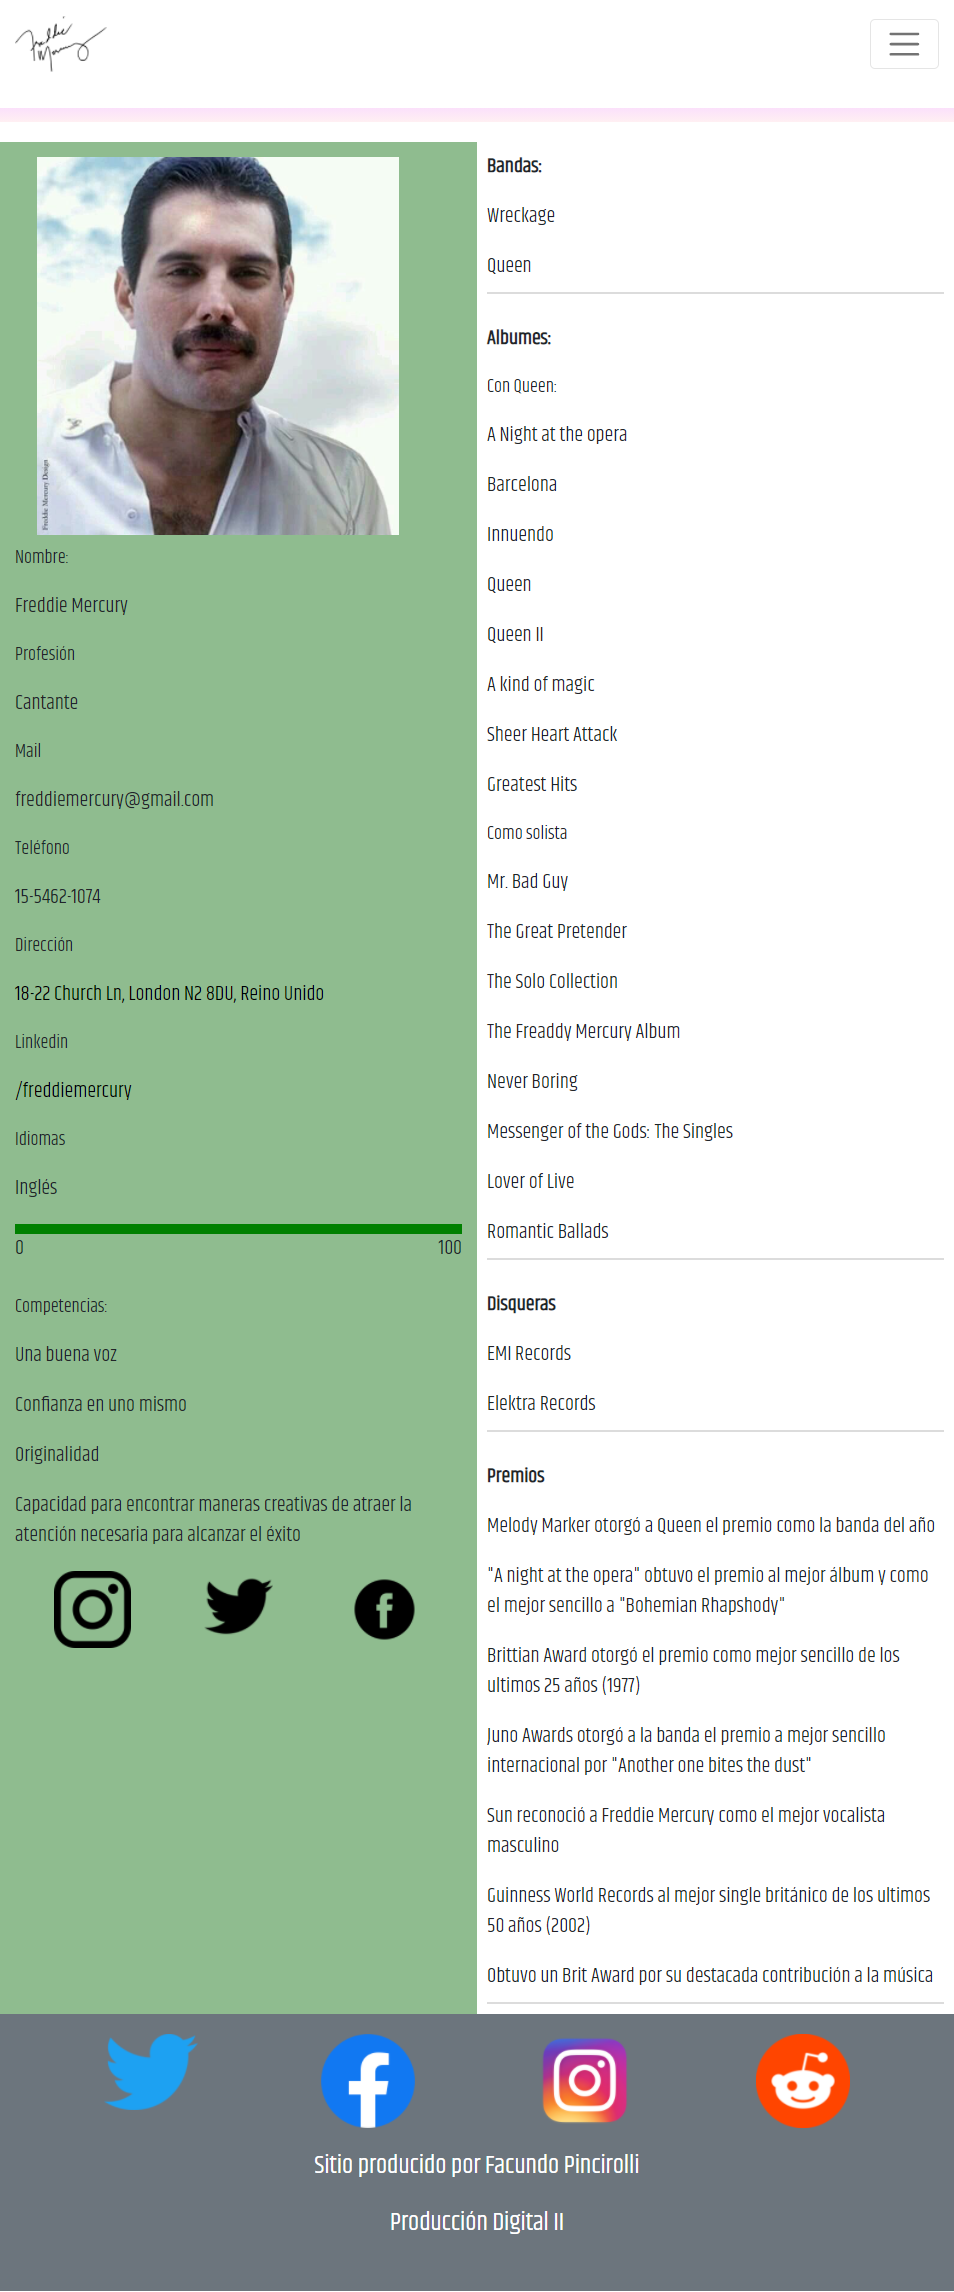 Freddie Mercury
Freddie Mercury Design
Nombre:
Freddie Mercury
Profesión
Cantante
Mail
freddiemercury@gmail.com
Teléfono
15-5462-1074
Dirección
18-22 Church Ln, London N2 8DU, Reino Unido
Linkedin
/freddiemercury
Idiomas
Inglés
0 100
Competencias:
Una buena voz
Confianza en uno mismo
Originalidad
Capacidad para encontrar maneras creativas de atraer la
atención necesaria para alcanzar el éxito
Bandas:
Wreckage
Queen
Albumes:
Con Queen:
A Night at the opera
Barcelona
Innuendo
Queen
Queen II
A kind of magic
Sheer Heart Attack
Greatest Hits
Como solista
Mr. Bad Guy
The Great Pretender
The Solo Collection
The Freaddy Mercury Album
Never Boring
Messenger of the Gods: The Singles
Lover of Live
Romantic Ballads
Disqueras
EMI Records
Elektra Records
Premios
Melody Marker otorgó a Queen el premio como la banda del año
"A night at the opera" obtuvo el premio al mejor álbum y como
el mejor sencillo a "Bohemian Rhapshody"
Brittian Award otorgó el premio como mejor sencillo de los
ultimos 25 años (1977)
Juno Awards otorgó a la banda el premio a mejor sencillo
internacional por "Another one bites the dust"
Sun reconoció a Freddie Mercury como el mejor vocalista
masculino
Guinness World Records al mejor single británico de los ultimos
50 años (2002)
Obtuvo un Brit Award por su destacada contribución a la música
Sitio producido por Facundo Pincirolli
Producción Digital II